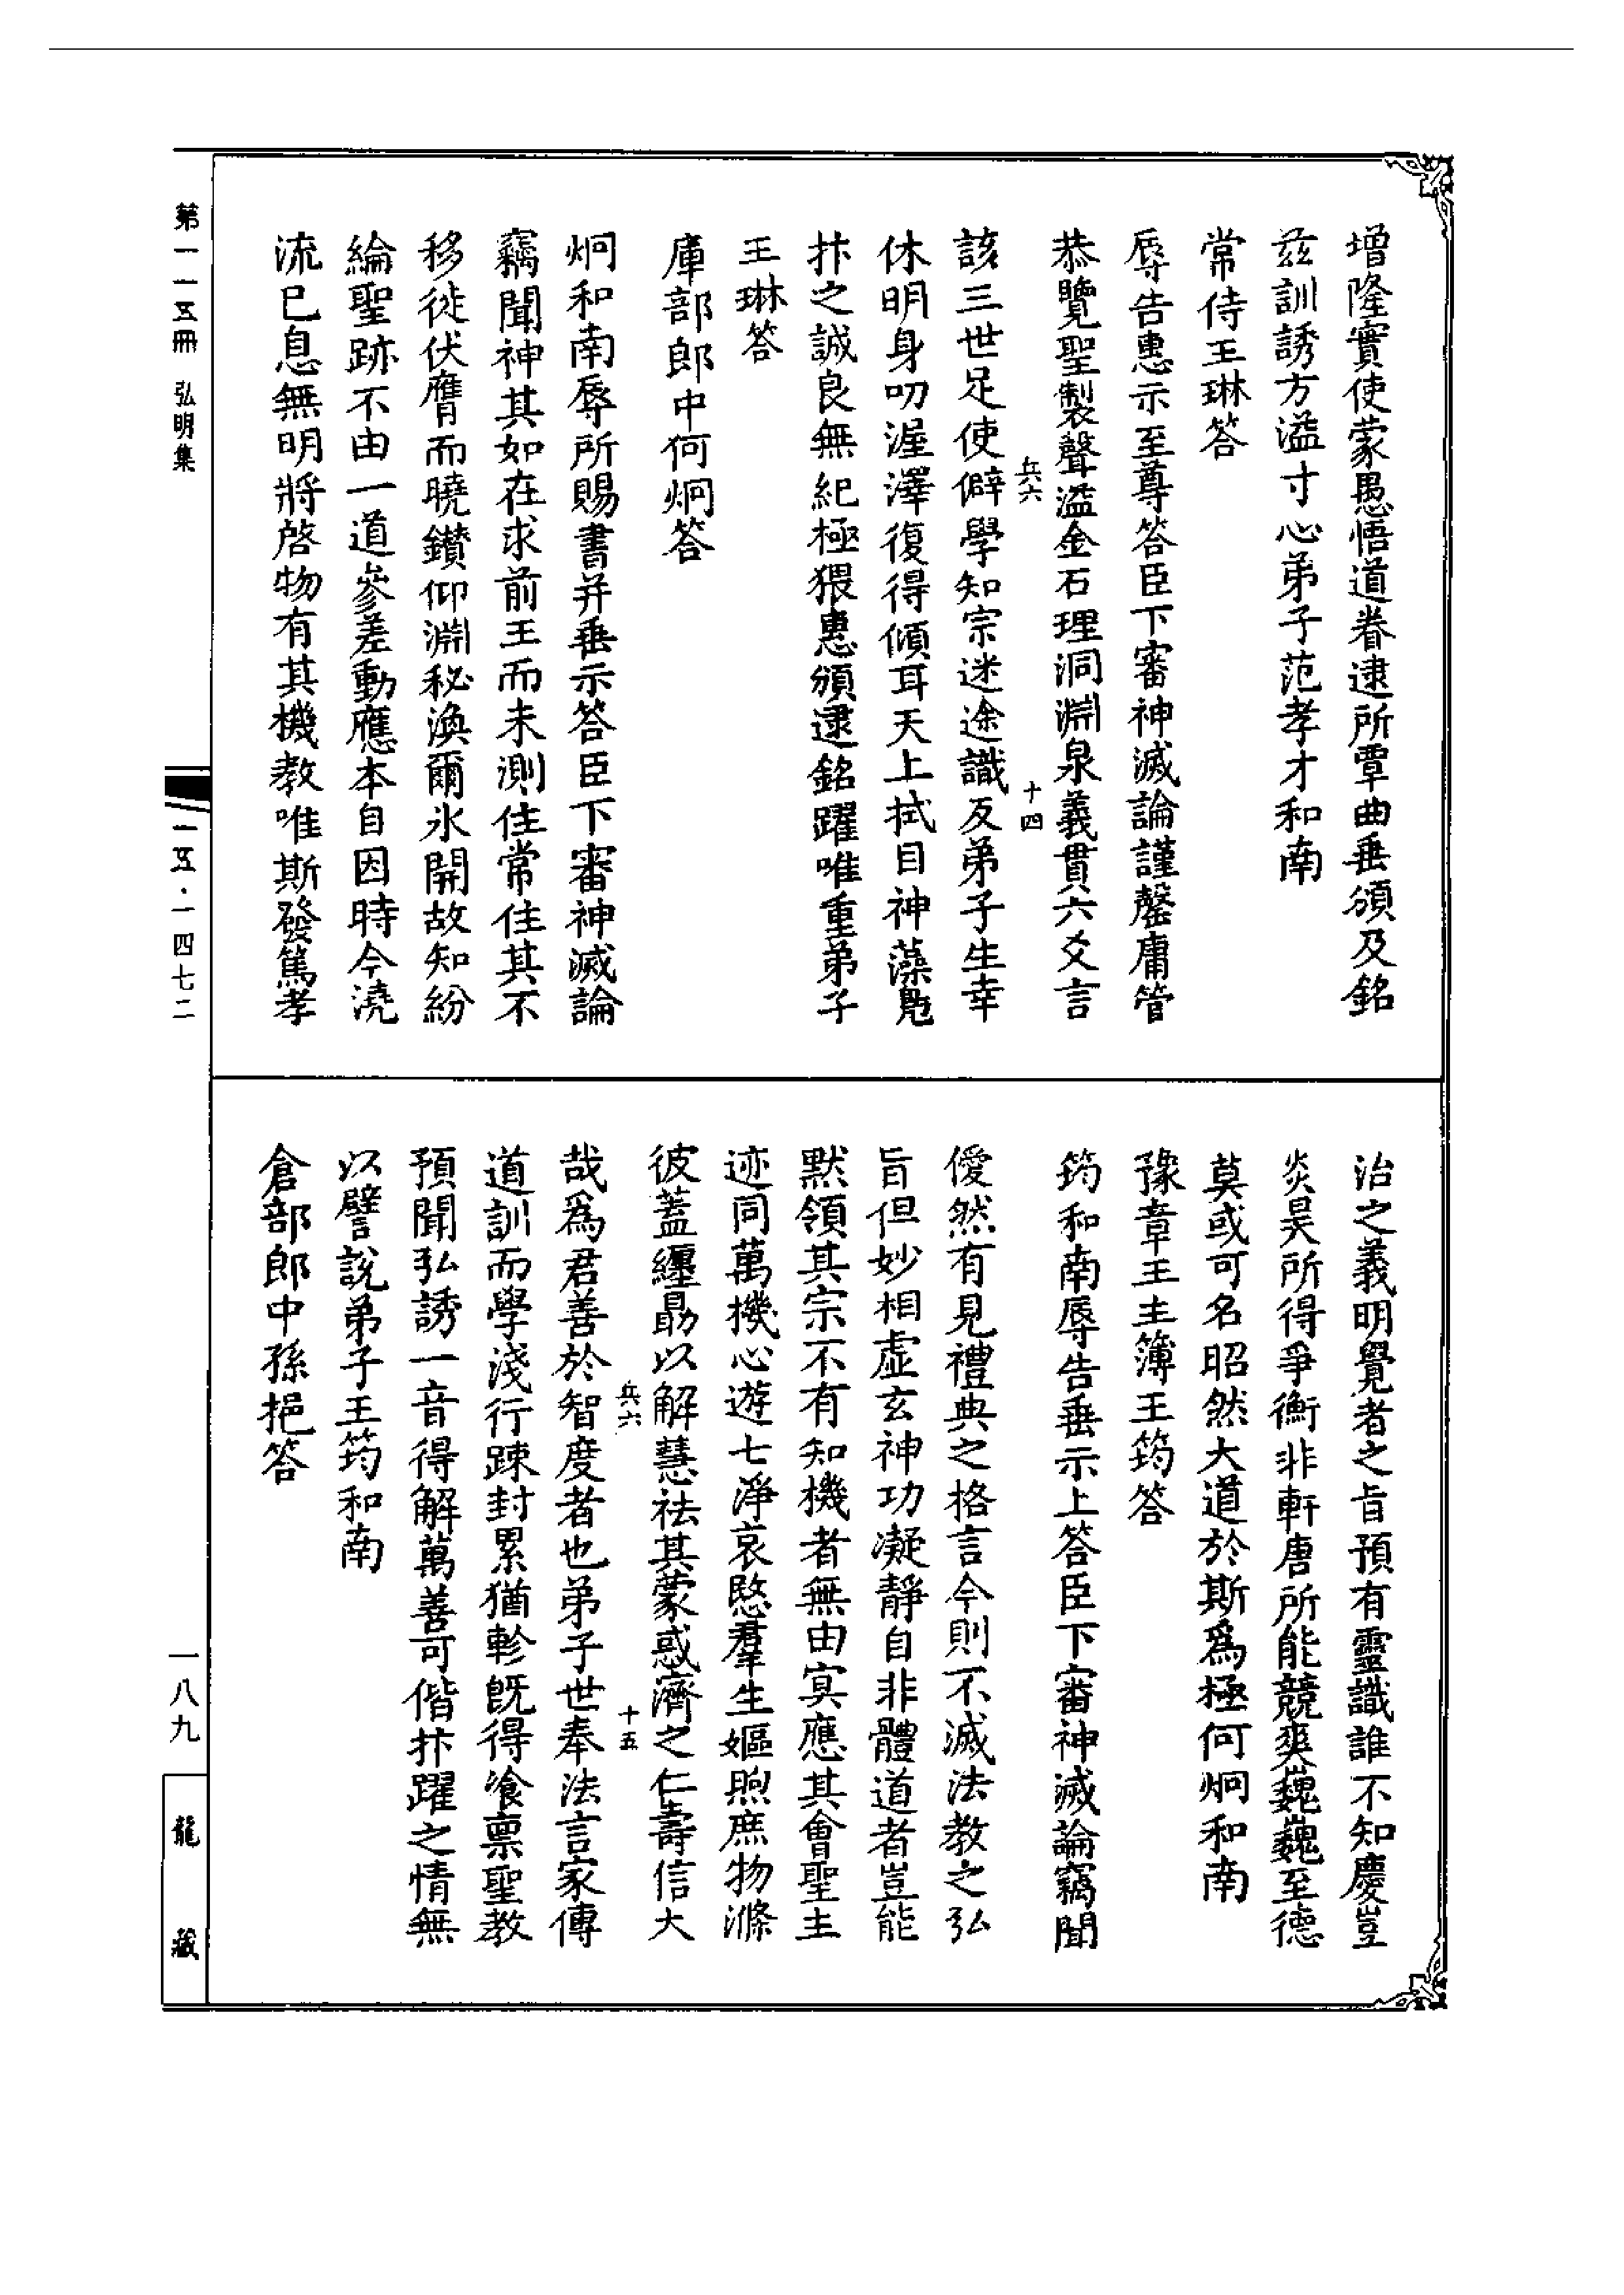 增隆實使蒙愚悟道眷逮所覃曲垂頒及銘
茲訓誘方溢寸心弟子范孝才和南
常侍王琳答
辱告惠示至尊答臣下審神滅論謹罄庸管
恭覽聖製聲溢金石理洞淵泉義貫六爻言
兵六
十四
該三世足使僻學知宗迷途識反弟子生幸
休明身叨渥澤復得傾耳天上拭目神藻鳧
抃之誠良無紀極猥惠頒逮銘躍唯重弟子
王琳答
庫部郎中何炯答
炯和南辱所賜書并垂示答臣下審神滅論
竊聞神其如在求前王而未測住常住其不
移徙伏膺而曉鑚仰淵秘渙爾氷開故知紛
綸聖跡不由一道參差動應本自因時今澆
流已息無明將啓物有其機教唯斯發篤孝
治之義明覺者之旨預有靈識誰不知慶豈
炎昊所得爭衡非軒唐所能競爽巍巍至德
莫或可名昭然大道於斯爲極何炯和南
豫章王主簿王筠答
筠和南辱告垂示上答臣下審神滅論竊聞
僾然有見禮典之格言今則不滅法教之弘
旨但妙相虛玄神功凝靜自非體道者豈能
默領其宗不有知機者無由冥應其會聖主
迹同萬機心遊七淨哀愍羣生嫗煦庶物滌
彼蓋纏勗以解慧祛其蒙惑濟之仁壽信大
兵六
十五
哉爲君善於智度者也弟子世奉法言家傳
道訓而學淺行踈封累猶軫旣得飡禀聖教
預聞弘誘一音得解萬善可偕抃躍之情無
以譬說弟子王筠和南
倉部郎中孫挹答
第一一五冊 弘明集
一五·一四七二
一八九
龍藏